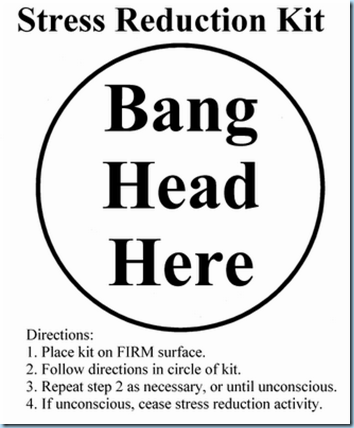 Stress Reduction Kit
Bang
Head
Here
Directions:
1. Place kit on FIRM surface.
2. Follow directions in circle of kit.
3. Repeat step 2 as necessary, or until unconscious.
4. If unconscious, cease stress reduction activity.